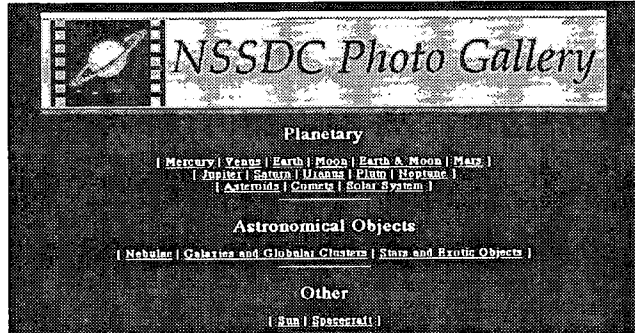 NSSDC Photo Gallery
Planetary
[ Mercury | Venus | Earth | Moon | Earth & Moon | Mars ]
[ Jupiter | Saturn | Uranus | Pluto | Neptune ]
[ Asteroids | Comets | Solar System ]
Astronomical Objects
[ Nebulae | Galaxies and Globular Clusters | Stars and Exotic Objects ]
Other
[ Sun | Spacecraft ]